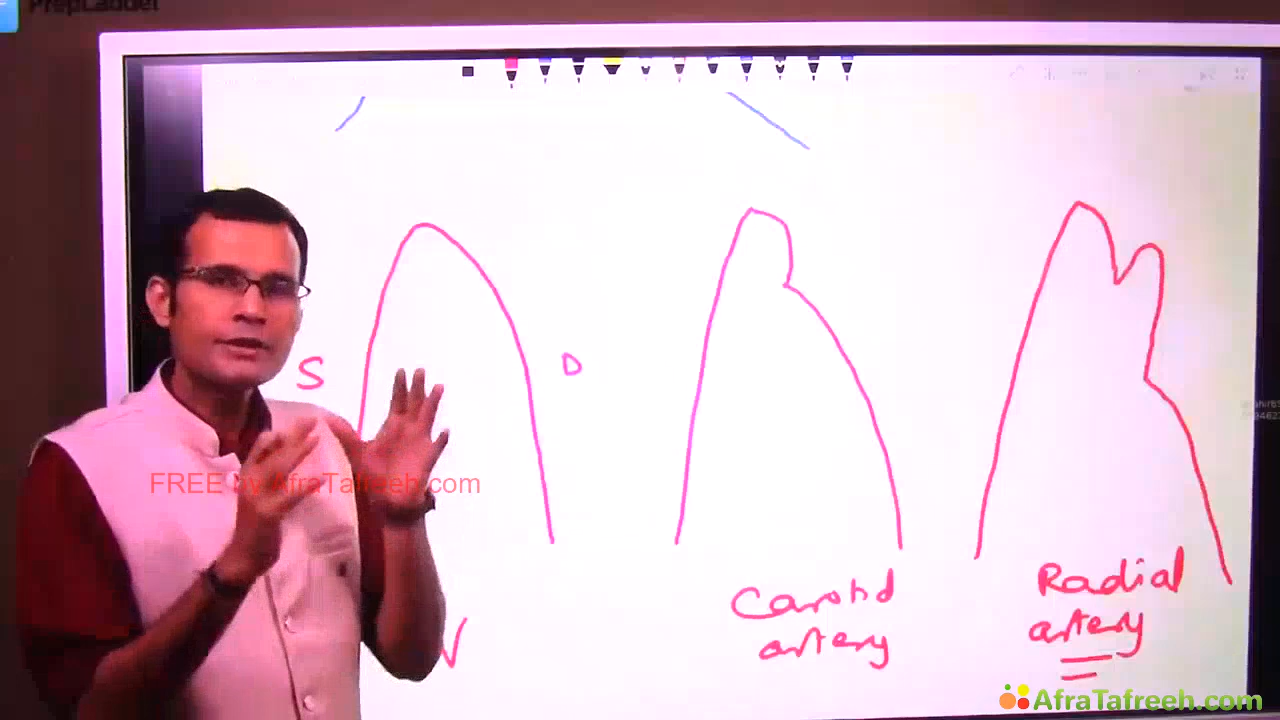 PrepLadder
S
D
FREE by AfraTafreeh.com
V
Carotid
artery
Radial
artery
AfraTafreeh.com